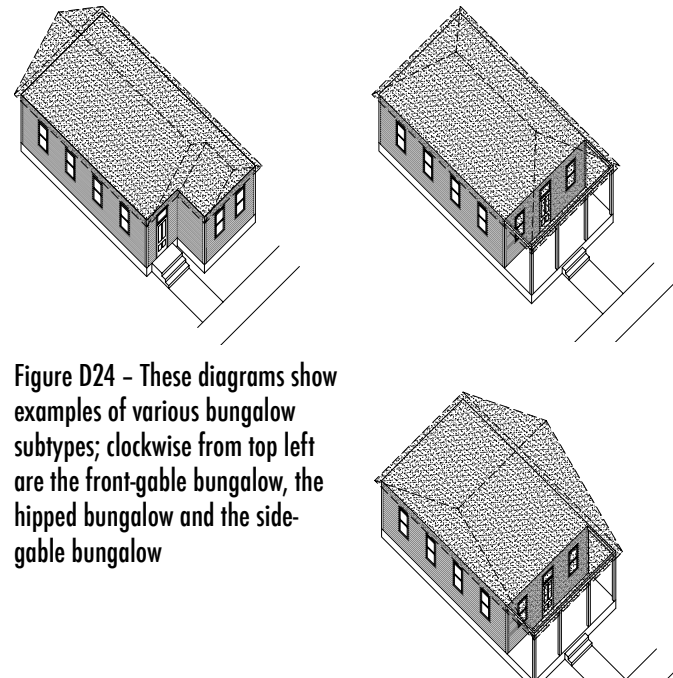 Figure D24 – These diagrams show
examples of various bungalow
subtypes; clockwise from top left
are the front-gable bungalow, the
hipped bungalow and the side-
gable bungalow